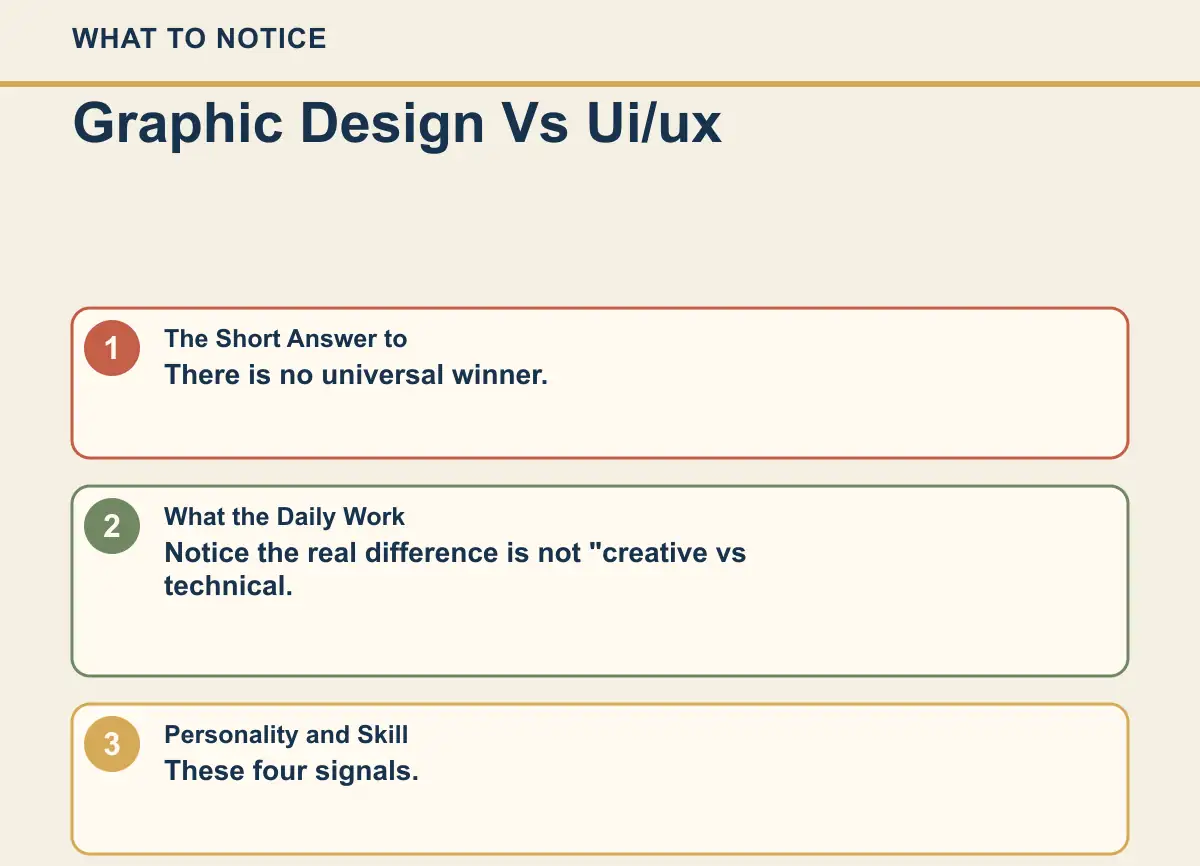 WHAT TO NOTICE
Graphic Design Vs Ui/ux
1
The Short Answer to
There is no universal winner.
2
What the Daily Work
Notice the real difference is not "creative vs
technical.
3
Personality and Skill
These four signals.